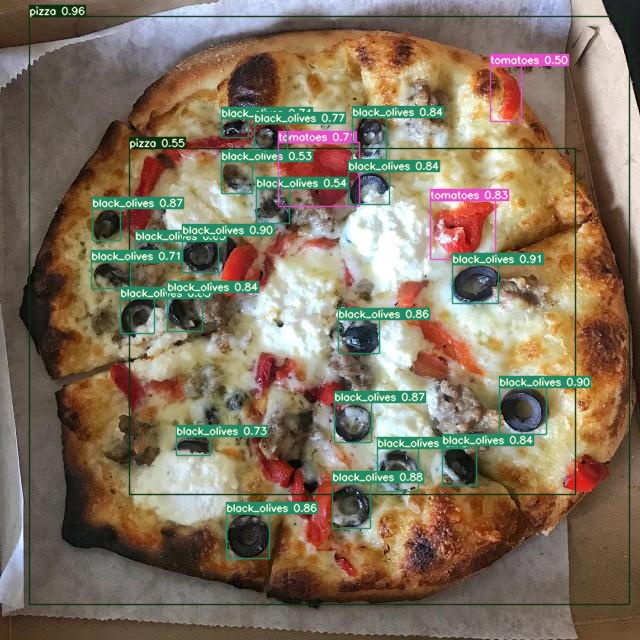 pizza 0.96
tomatoes 0.50
black_olives 0.77
black_olives 0.84
tomatoes 0.71
pizza 0.55
black_olives 0.53
black_olives 0.84
black_olives 0.54
tomatoes 0.83
black_olives 0.87
black_olives 0.90
black_olives 0.71
black_olives 0.91
black_olives 0.84
black_olives 0.86
black_olives 0.90
black_olives 0.87
black_olives 0.73
black_olives
black_olives 0.84
black_olives 0.88
black_olives 0.86